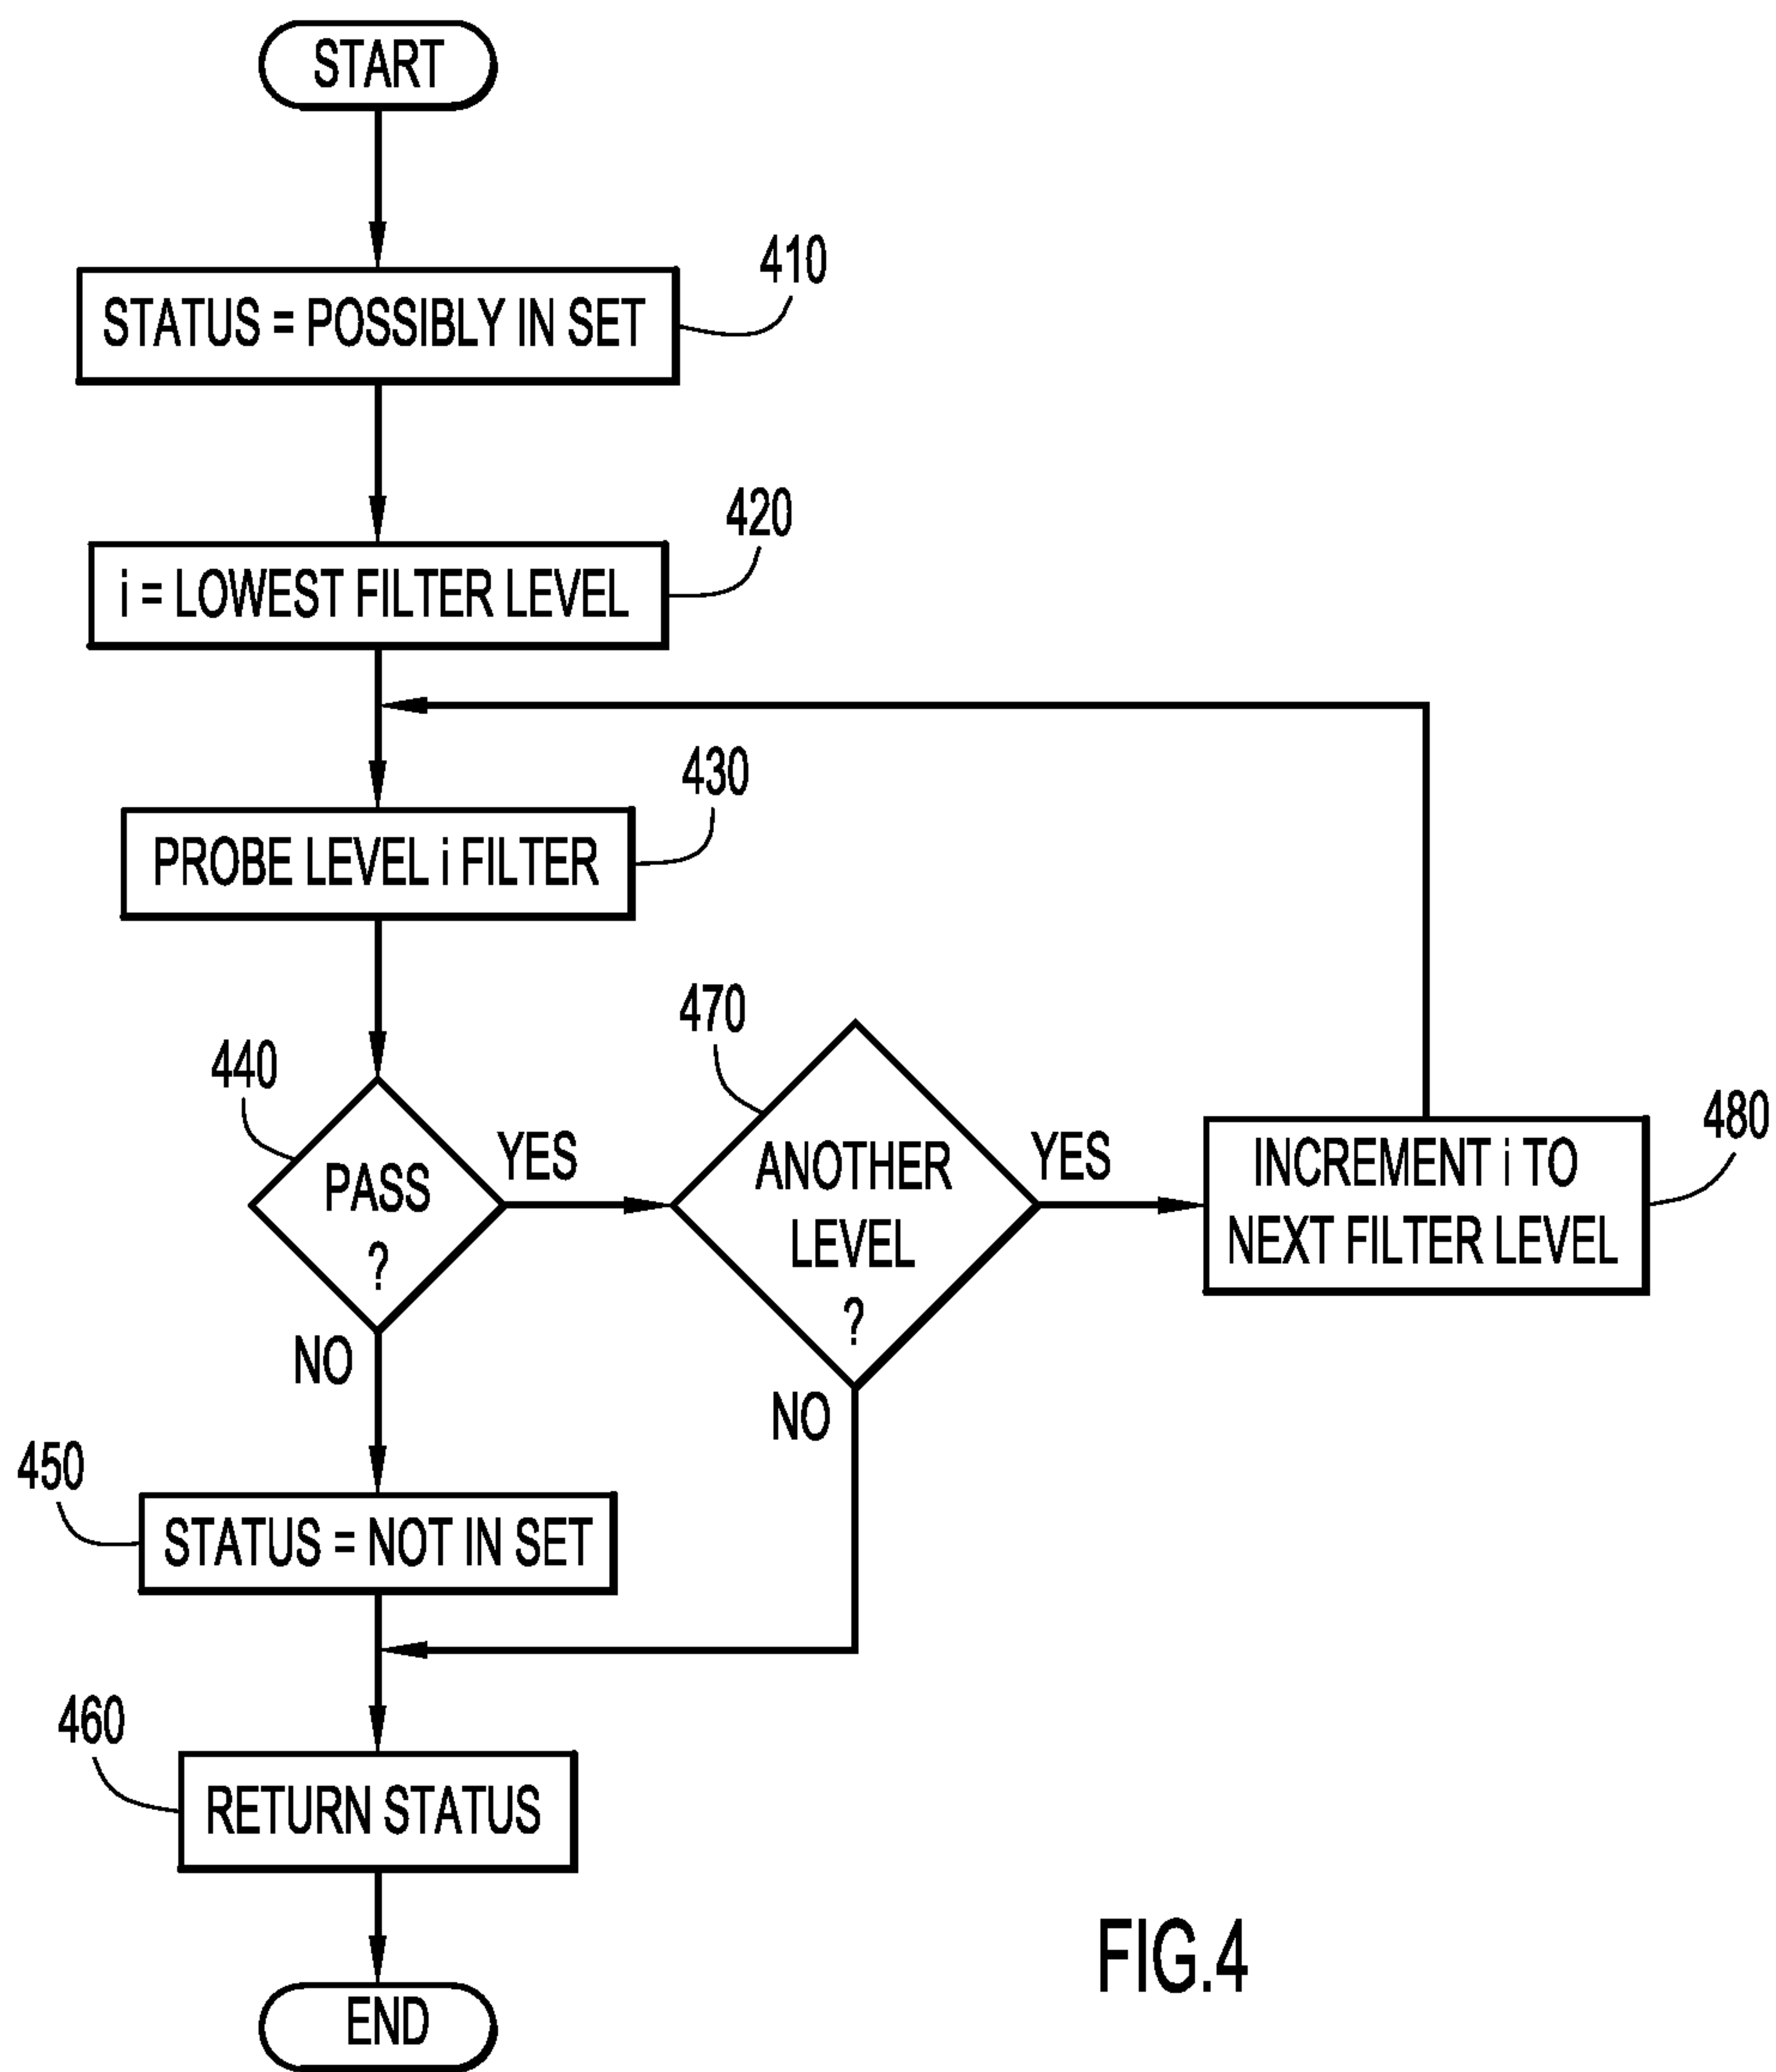 START
410
STATUS = POSSIBLY IN SET
420
i = LOWEST FILTER LEVEL
430
PROBE LEVEL i FILTER
440
PASS
?
YES
NO
470
ANOTHER
LEVEL
?
YES
NO
480
INCREMENT i TO
NEXT FILTER LEVEL
450
STATUS = NOT IN SET
460
RETURN STATUS
END
FIG.4